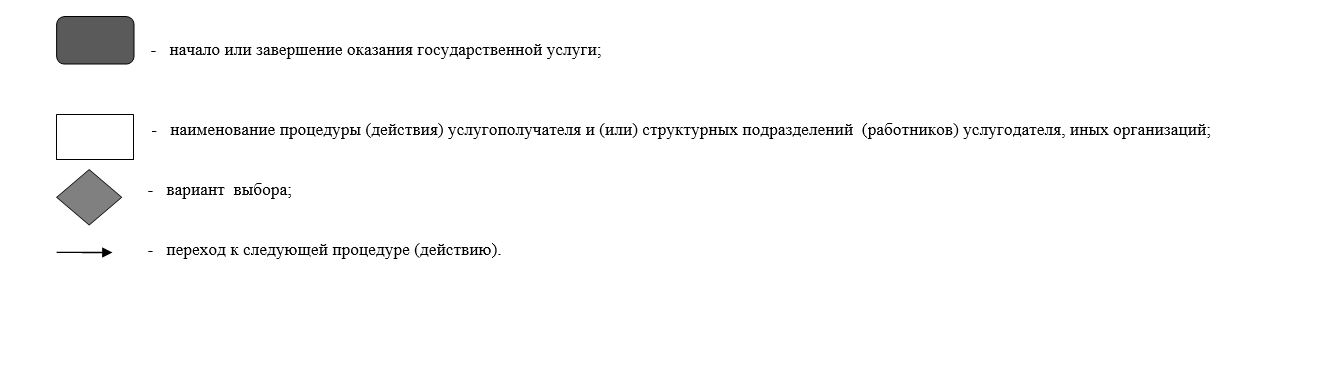 - начало или завершение оказания государственной услуги;
- наименование процедуры (действия) услугополучателя и (или) структурных подразделений (работников) услугодателя, иных организаций;
- вариант выбора;
- переход к следующей процедуре (действию).